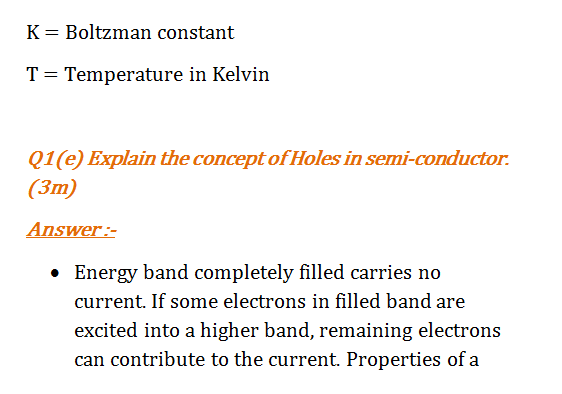 K = Boltzman constant
T = Temperature in Kelvin
Q1(e) Explain the concept of Holes in semi-conductor.
(3m)
Answer :-
• Energy band completely filled carries no
current. If some electrons in filled band are
excited into a higher band, remaining electrons
can contribute to the current. Properties of a